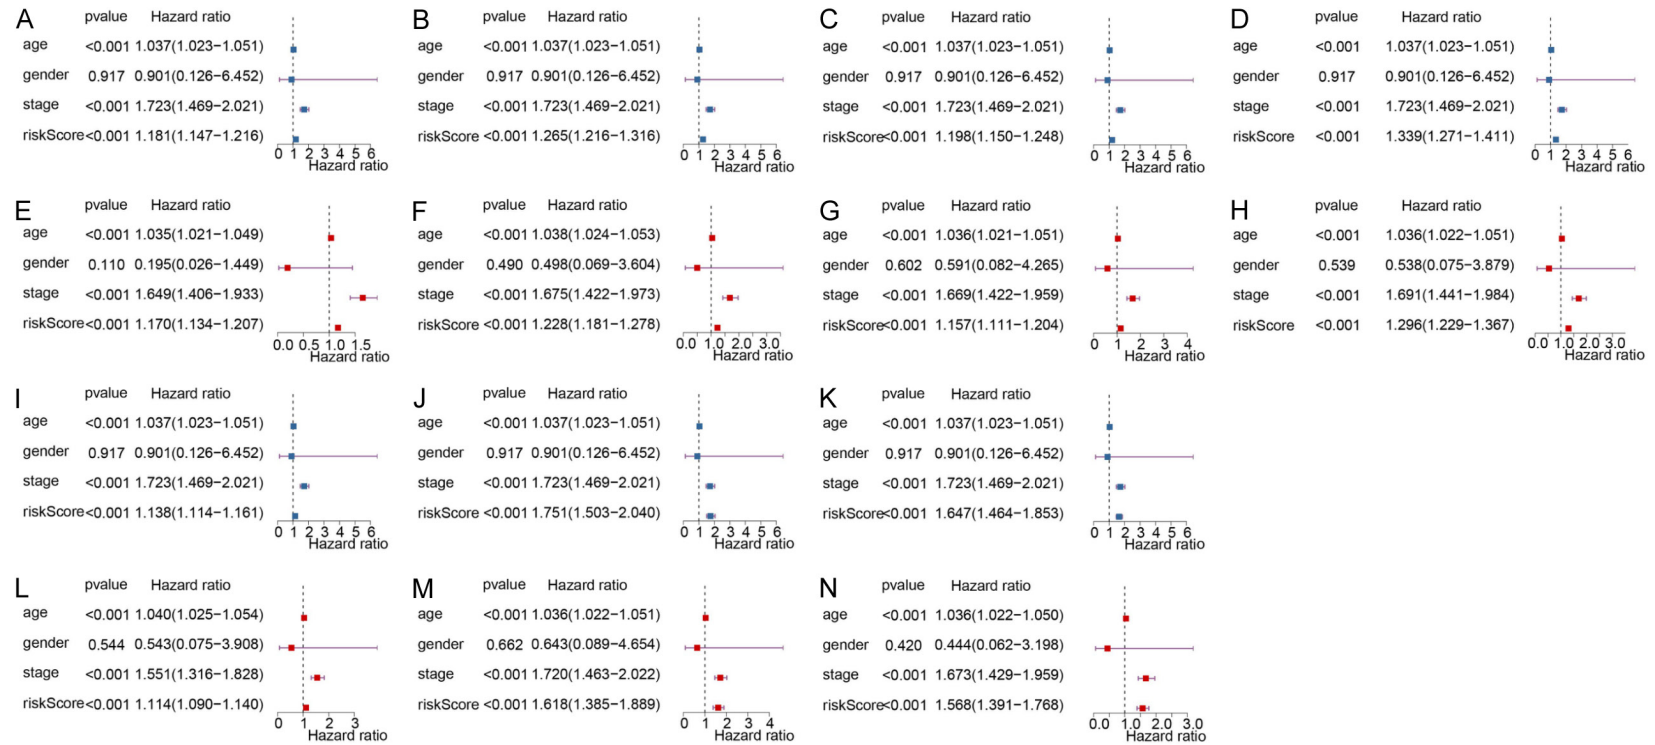 A pvalue Hazard ratio
age <0.001 1.037(1.023−1.051)
gender 0.917 0.901(0.126−6.452)
stage <0.001 1.723(1.469−2.021)
riskScore <0.001 1.181(1.147−1.216)
0 1 2 3 4 5 6
Hazard ratio
B pvalue Hazard ratio
age <0.001 1.037(1.023−1.051)
gender 0.917 0.901(0.126−6.452)
stage <0.001 1.723(1.469−2.021)
riskScore <0.001 1.265(1.216−1.316)
0 1 2 3 4 5 6
Hazard ratio
C pvalue Hazard ratio
age <0.001 1.037(1.023−1.051)
gender 0.917 0.901(0.126−6.452)
stage <0.001 1.723(1.469−2.021)
riskScore <0.001 1.198(1.150−1.248)
0 1 2 3 4 5 6
Hazard ratio
D pvalue Hazard ratio
age <0.001 1.037(1.023−1.051)
gender 0.917 0.901(0.126−6.452)
stage <0.001 1.723(1.469−2.021)
riskScore <0.001 1.339(1.271−1.411)
0 1 2 3 4 5 6
Hazard ratio
E pvalue Hazard ratio
age <0.001 1.035(1.021−1.049)
gender 0.110 0.195(0.026−1.449)
stage <0.001 1.649(1.406−1.933)
riskScore <0.001 1.170(1.134−1.207)
0.0 0.5 1.0 1.5
Hazard ratio
F pvalue Hazard ratio
age <0.001 1.038(1.024−1.053)
gender 0.490 0.498(0.069−3.604)
stage <0.001 1.675(1.422−1.973)
riskScore <0.001 1.228(1.181−1.278)
0.0 1.0 2.0 3.0
Hazard ratio
G pvalue Hazard ratio
age <0.001 1.036(1.021−1.051)
gender 0.602 0.591(0.082−4.265)
stage <0.001 1.669(1.422−1.959)
riskScore <0.001 1.157(1.111−1.204)
0 1 2 3 4
Hazard ratio
H pvalue Hazard ratio
age <0.001 1.036(1.022−1.051)
gender 0.539 0.538(0.075−3.879)
stage <0.001 1.691(1.441−1.984)
riskScore <0.001 1.296(1.229−1.367)
0.0 1.0 2.0 3.0
Hazard ratio
I pvalue Hazard ratio
age <0.001 1.037(1.023−1.051)
gender 0.917 0.901(0.126−6.452)
stage <0.001 1.723(1.469−2.021)
riskScore <0.001 1.138(1.114−1.161)
0 1 2 3 4 5 6
Hazard ratio
J pvalue Hazard ratio
age <0.001 1.037(1.023−1.051)
gender 0.917 0.901(0.126−6.452)
stage <0.001 1.723(1.469−2.021)
riskScore <0.001 1.751(1.503−2.040)
0 1 2 3 4 5 6
Hazard ratio
K pvalue Hazard ratio
age <0.001 1.037(1.023−1.051)
gender 0.917 0.901(0.126−6.452)
stage <0.001 1.723(1.469−2.021)
riskScore <0.001 1.647(1.464−1.853)
0 1 2 3 4 5 6
Hazard ratio
L pvalue Hazard ratio
age <0.001 1.040(1.025−1.054)
gender 0.544 0.543(0.075−3.908)
stage <0.001 1.551(1.316−1.828)
riskScore <0.001 1.114(1.090−1.140)
0 1 2 3
Hazard ratio
M pvalue Hazard ratio
age <0.001 1.036(1.022−1.051)
gender 0.662 0.643(0.089−4.654)
stage <0.001 1.720(1.463−2.022)
riskScore <0.001 1.618(1.385−1.889)
0 1 2 3 4
Hazard ratio
N pvalue Hazard ratio
age <0.001 1.036(1.022−1.050)
gender 0.420 0.444(0.062−3.198)
stage <0.001 1.673(1.429−1.959)
riskScore <0.001 1.568(1.391−1.768)
0.0 1.0 2.0 3.0
Hazard ratio